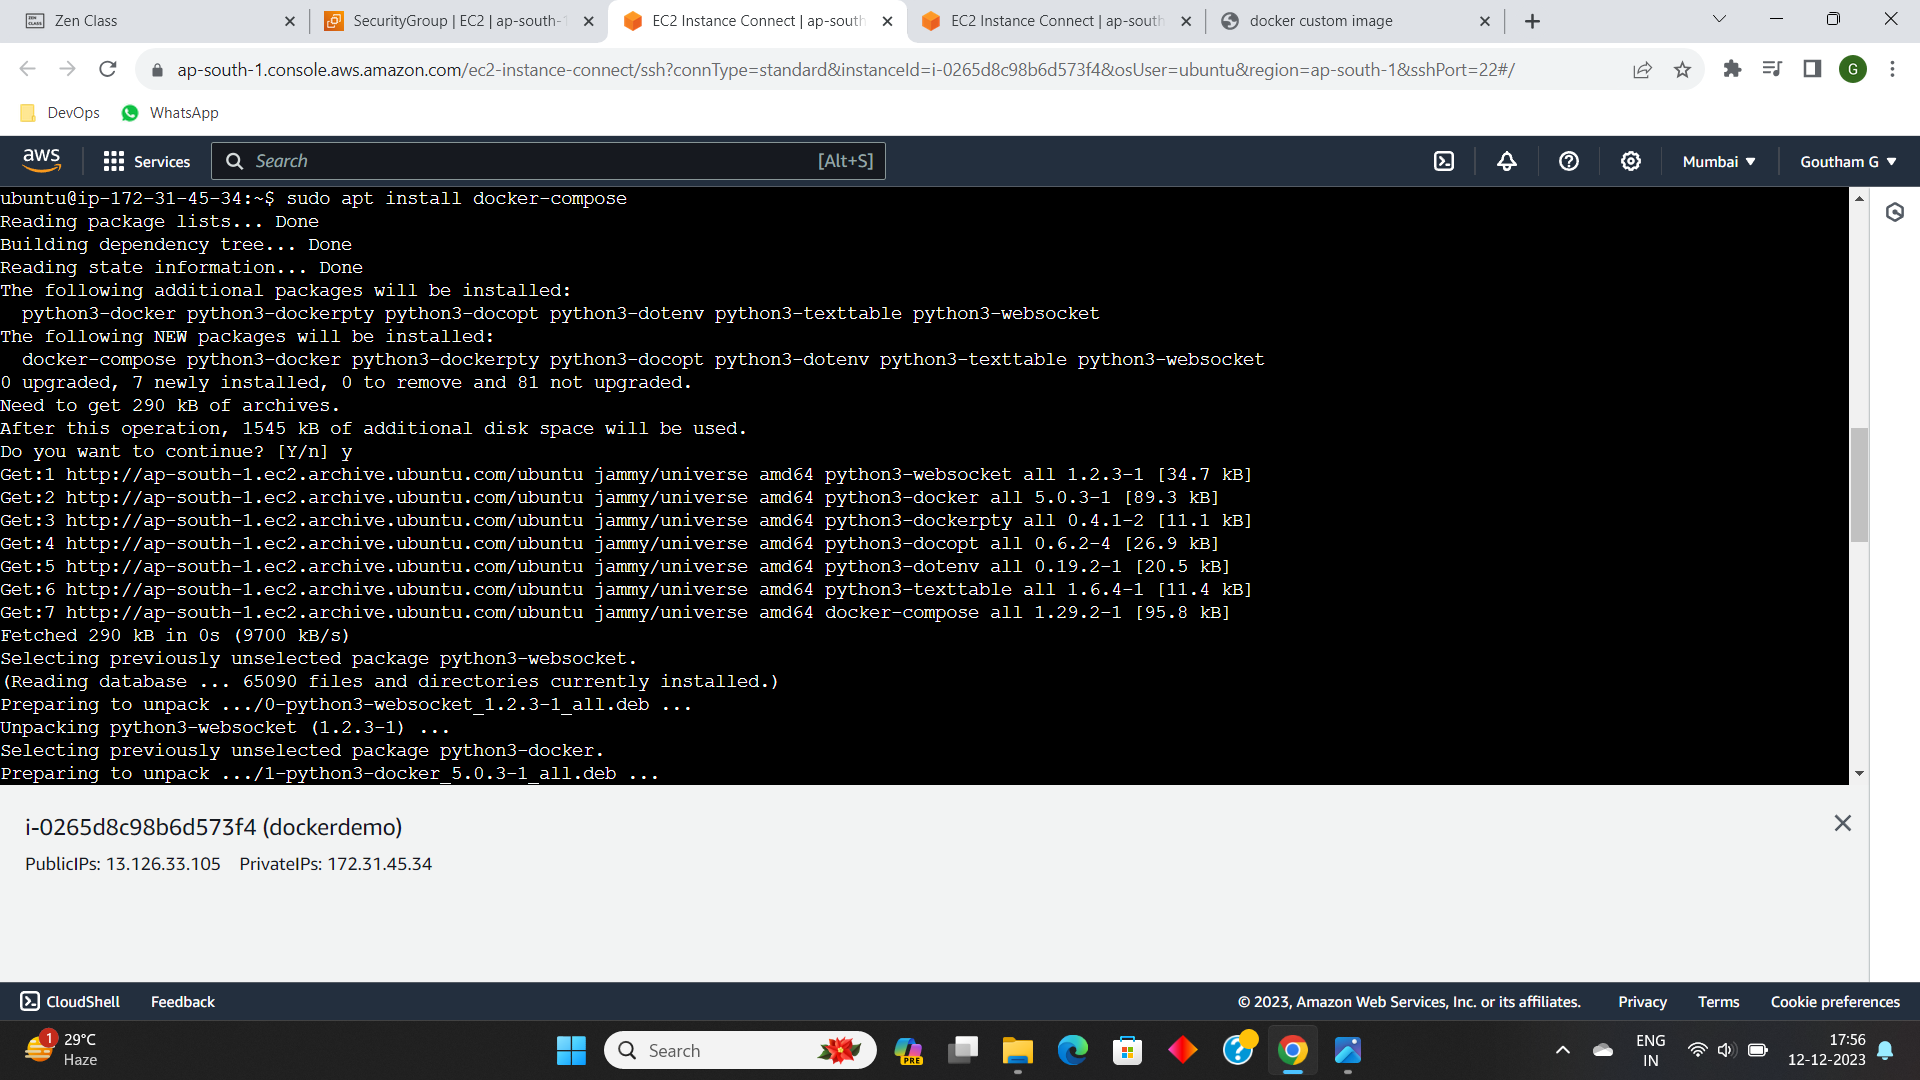 Zen Class
SecurityGroup | EC2 | ap-south-1
EC2 Instance Connect | ap-south
EC2 Instance Connect | ap-south
docker custom image
ap-south-1.console.aws.amazon.com/ec2-instance-connect/ssh?connType=standard&instanceId=i-0265d8c98b6d573f4&osUser=ubuntu&region=ap-south-1&sshPort=22#/
G
DevOps
WhatsApp
aws
Services
Search
[Alt+S]
Mumbai
Goutham G
ubuntu@ip-172-31-45-34:~$ sudo apt install docker-compose
Reading package lists... Done
Building dependency tree... Done
Reading state information... Done
The following additional packages will be installed:
python3-docker python3-dockerpty python3-docopt python3-dotenv python3-texttable python3-websocket
The following NEW packages will be installed:
docker-compose python3-docker python3-dockerpty python3-docopt python3-dotenv python3-texttable python3-websocket
0 upgraded, 7 newly installed, 0 to remove and 81 not upgraded.
Need to get 290 kB of archives.
After this operation, 1545 kB of additional disk space will be used.
Do you want to continue? [Y/n] y
Get:1 http://ap-south-1.ec2.archive.ubuntu.com/ubuntu jammy/universe amd64 python3-websocket all 1.2.3-1 [34.7 kB]
Get:2 http://ap-south-1.ec2.archive.ubuntu.com/ubuntu jammy/universe amd64 python3-docker all 5.0.3-1 [89.3 kB]
Get:3 http://ap-south-1.ec2.archive.ubuntu.com/ubuntu jammy/universe amd64 python3-dockerpty all 0.4.1-2 [11.1 kB]
Get:4 http://ap-south-1.ec2.archive.ubuntu.com/ubuntu jammy/universe amd64 python3-docopt all 0.6.2-4 [26.9 kB]
Get:5 http://ap-south-1.ec2.archive.ubuntu.com/ubuntu jammy/universe amd64 python3-dotenv all 0.19.2-1 [20.5 kB]
Get:6 http://ap-south-1.ec2.archive.ubuntu.com/ubuntu jammy/universe amd64 python3-texttable all 1.6.4-1 [11.4 kB]
Get:7 http://ap-south-1.ec2.archive.ubuntu.com/ubuntu jammy/universe amd64 docker-compose all 1.29.2-1 [95.8 kB]
Fetched 290 kB in 0s (9700 kB/s)
Selecting previously unselected package python3-websocket.
(Reading database ... 65090 files and directories currently installed.)
Preparing to unpack .../0-python3-websocket_1.2.3-1_all.deb ...
Unpacking python3-websocket (1.2.3-1) ...
Selecting previously unselected package python3-docker.
Preparing to unpack .../1-python3-docker_5.0.3-1_all.deb ...
i-0265d8c98b6d573f4 (dockerdemo)
PublicIPs: 13.126.33.105 PrivateIPs: 172.31.45.34
CloudShell
Feedback
© 2023, Amazon Web Services, Inc. or its affiliates.
Privacy
Terms
Cookie preferences
1
29°C
Haze
Search
PRE
ENG
IN
17:56
12-12-2023